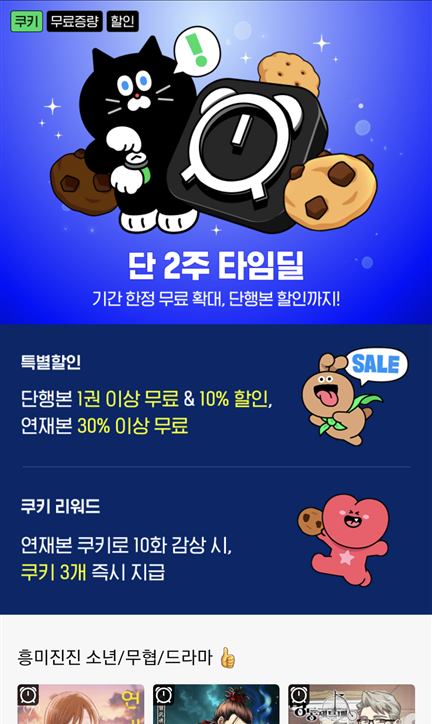 쿠키 무료증량 할인
단 2주 타임딜
기간 한정 무료 확대, 단행본 할인까지!
특별할인
SALE
단행본 1권 이상 무료 & 10% 할인,
연재본 30% 이상 무료
쿠키 리워드
연재본 쿠키로 10화 감상 시,
쿠키 3개 즉시 지급
흥미진진 소년/무협/드라마 👍